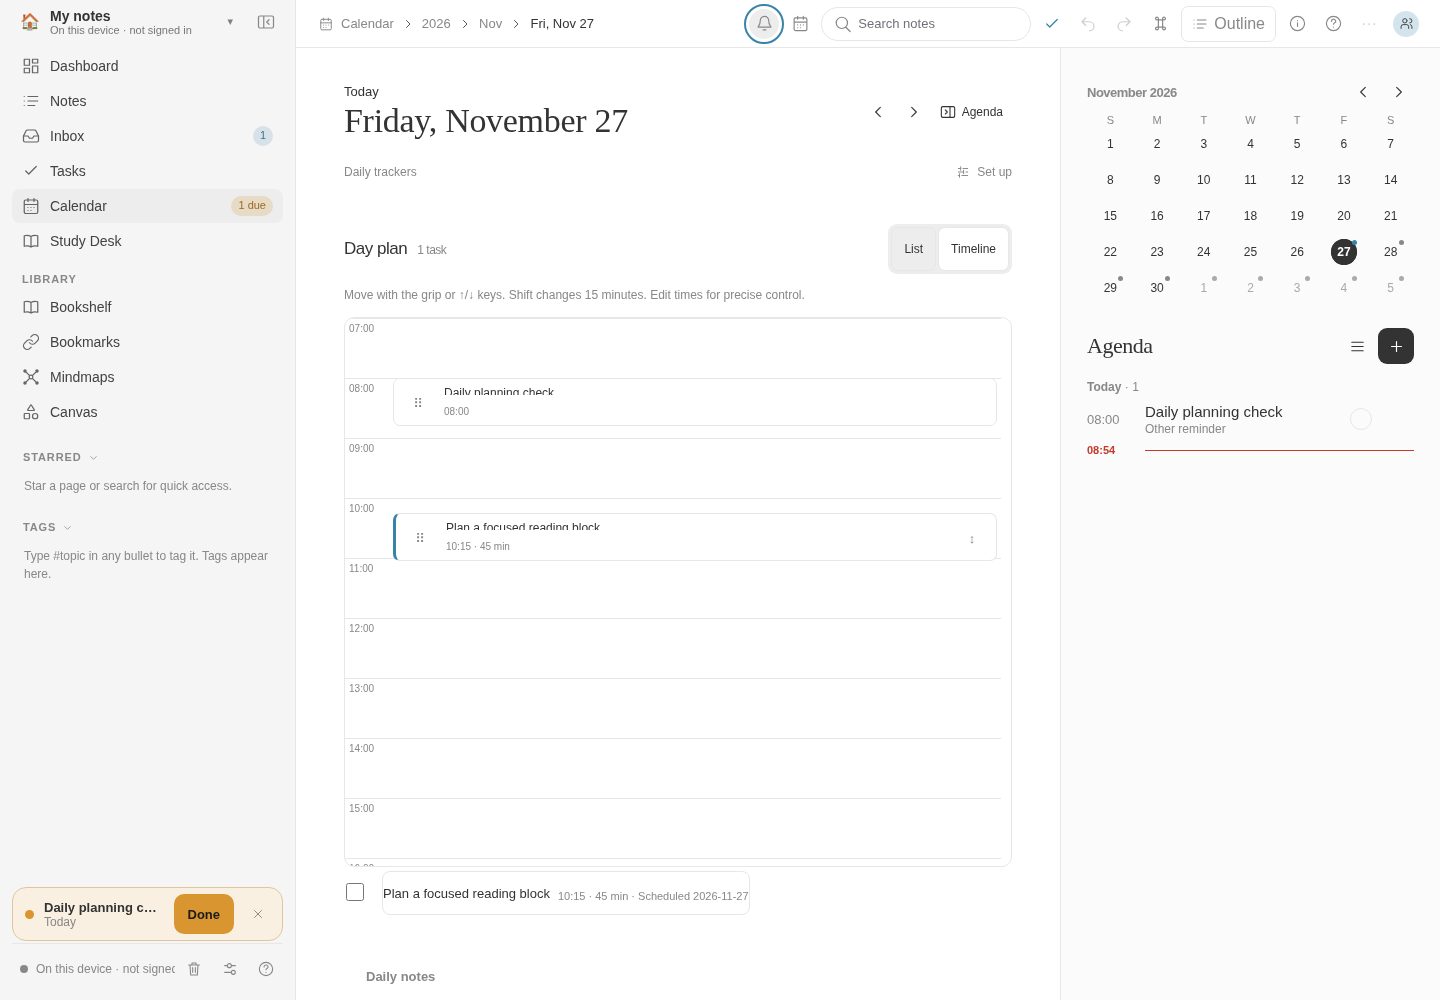 My notes
On this device · not signed in
Dashboard
Notes
Inbox 1
Tasks
Calendar 1 due
Study Desk
LIBRARY
Bookshelf
Bookmarks
Mindmaps
Canvas
STARRED
Star a page or search for quick access.
TAGS
Type #topic in any bullet to tag it. Tags appear
here.
Daily planning c…
Today
Done
On this device · not signed
Calendar > 2026 > Nov > Fri, Nov 27
Search notes
Outline
Today
Friday, November 27
Agenda
Daily trackers
Set up
Day plan 1 task
List Timeline
Move with the grip or ↑/↓ keys. Shift changes 15 minutes. Edit times for precise control.
07:00
08:00
Daily planning check
08:00
09:00
10:00
Plan a focused reading block
10:15 · 45 min
11:00
12:00
13:00
14:00
15:00
Plan a focused reading block 10:15 · 45 min · Scheduled 2026-11-27
Daily notes
November 2026
S M T W T F S
1 2 3 4 5 6 7
8 9 10 11 12 13 14
15 16 17 18 19 20 21
22 23 24 25 26 27 28
29 30 1 2 3 4 5
Agenda
Today · 1
08:00 Daily planning check
Other reminder
08:54